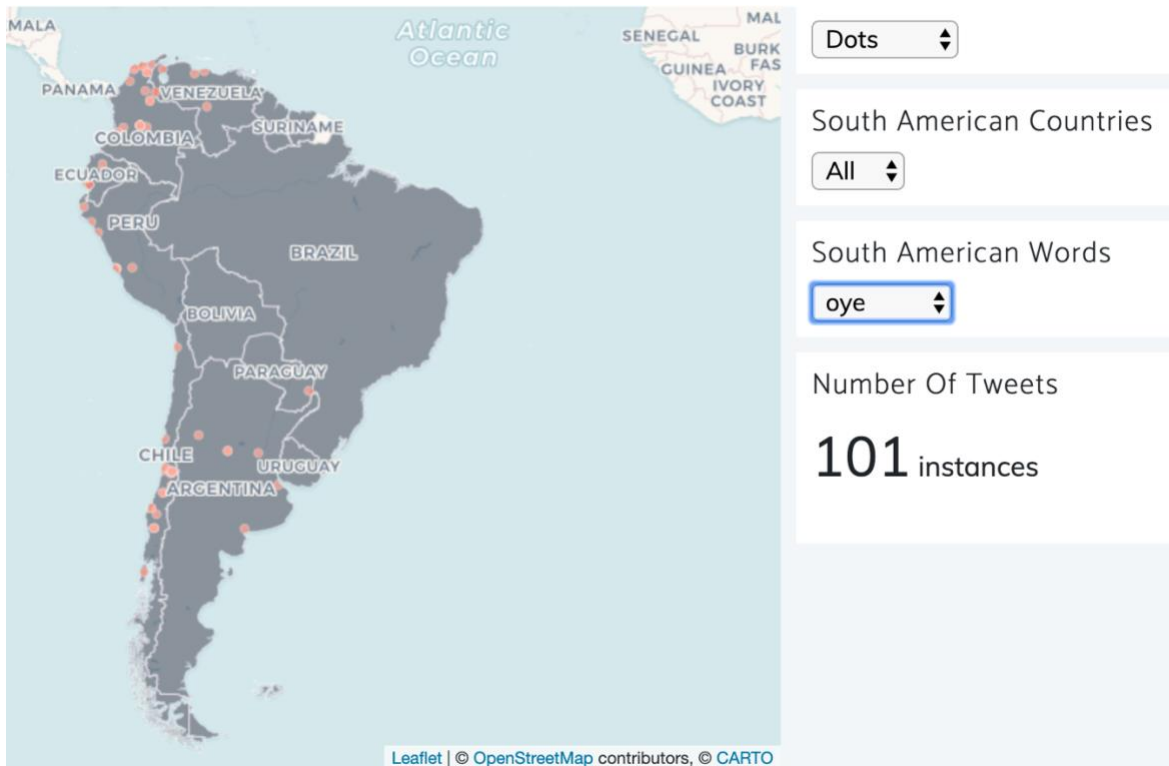 MALA
Atlantic
Ocean
SENEGAL
MAL
BURK
FAS
GUINEA
IVORY
COAST
PANAMA
VENEZUELA
COLOMBIA
SURINAME
ECUADOR
PERU
BRAZIL
BOLIVIA
PARAGUAY
CHILE
URUGUAY
ARGENTINA
Leaflet | © OpenStreetMap contributors, © CARTO
Dots
South American Countries
All
South American Words
oye
Number Of Tweets
101 instances